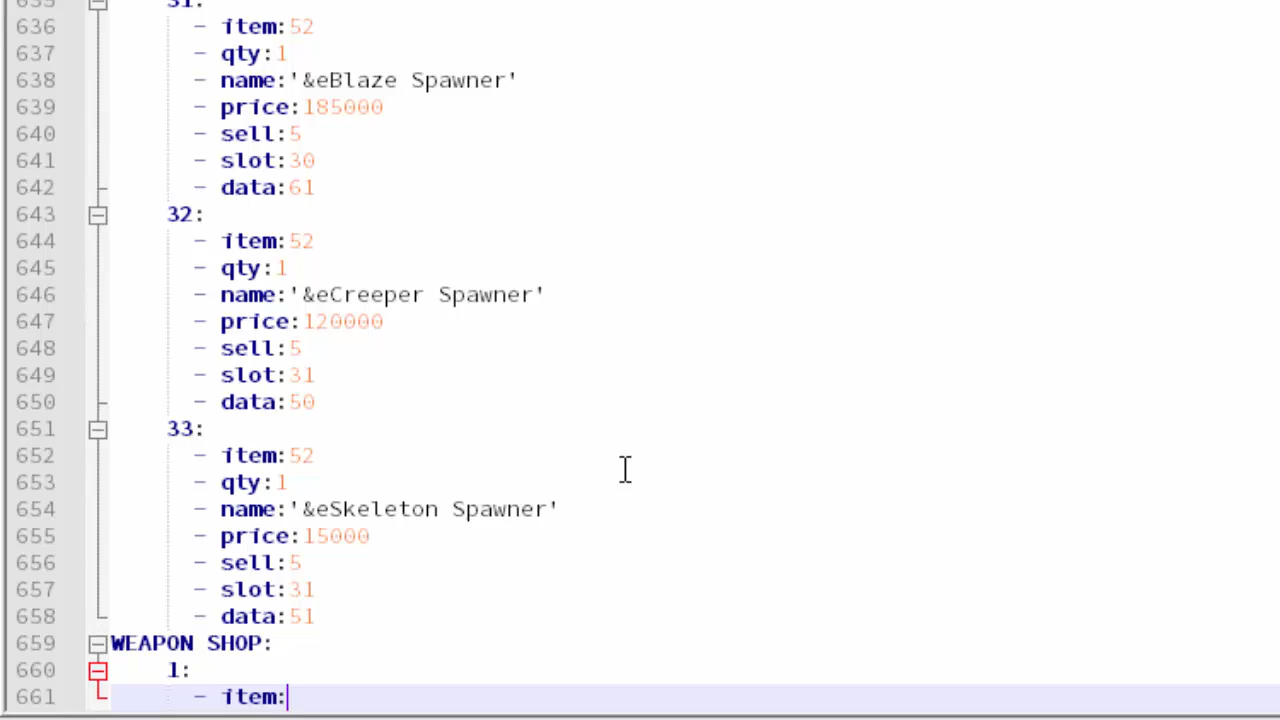 635 31:
636 - item:52
637 - qty:1
638 - name:'&eBlaze Spawner'
639 - price:185000
640 - sell:5
641 - slot:30
642 - data:61
643 32:
644 - item:52
645 - qty:1
646 - name:'&eCreeper Spawner'
647 - price:120000
648 - sell:5
649 - slot:31
650 - data:50
651 33:
652 - item:52
653 - qty:1
654 - name:'&eSkeleton Spawner'
655 - price:15000
656 - sell:5
657 - slot:31
658 - data:51
659 WEAPON SHOP:
660 1:
661 - item: